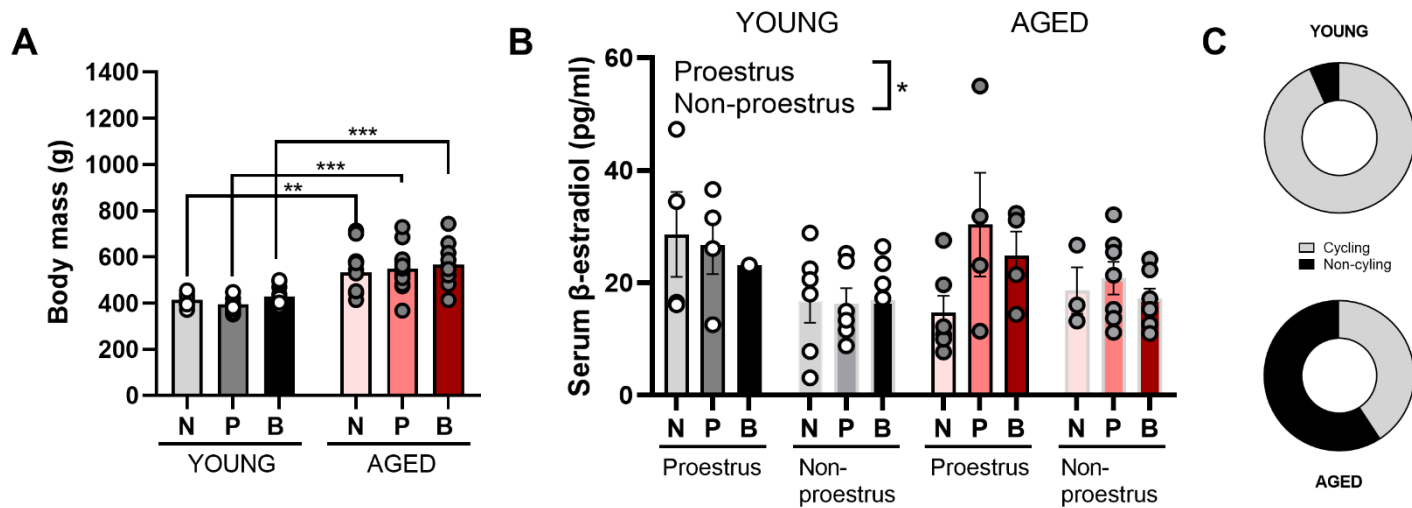 A
Body mass (g)
1400
1200
1000
800
600
400
200
0
**
***
***
N P B N P B
YOUNG AGED
B
YOUNG AGED
Serum β-estradiol (pg/ml)
60
40
20
0
Proestrus
Non-proestrus
*
N P B N P B N P B N P B
Proestrus Non- Proestrus Non-
proestrus proestrus
C
YOUNG
Cycling
Non-cyling
AGED